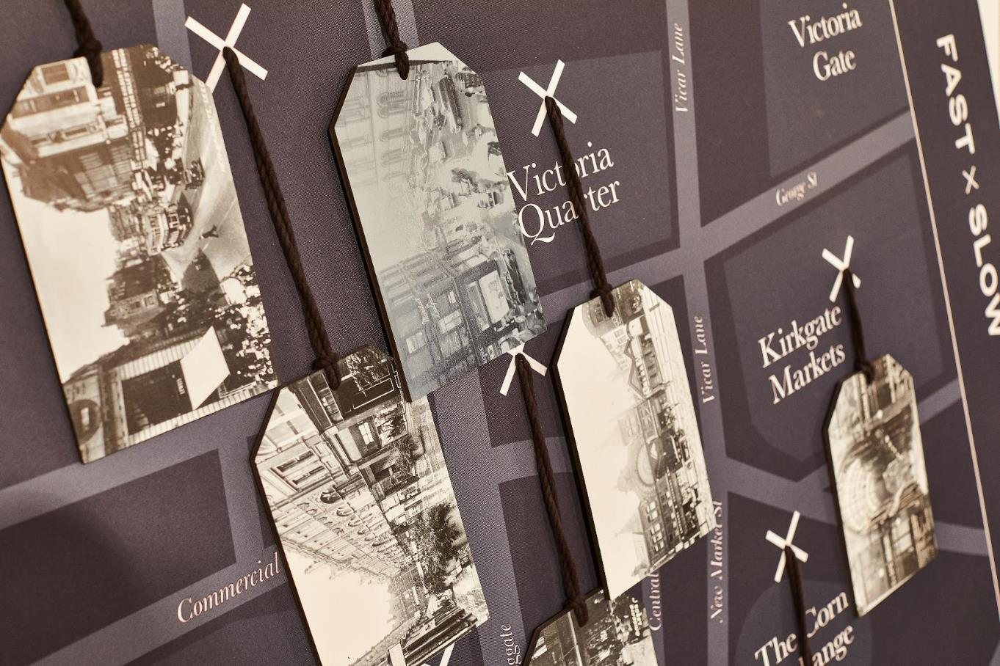 Victoria
Gate
Vicar Lane
FAST x SLOW
Victoria
Quarter
George St
Kirkgate
Markets
Vicar Lane
New Market St
Commercial
Central
The Corn